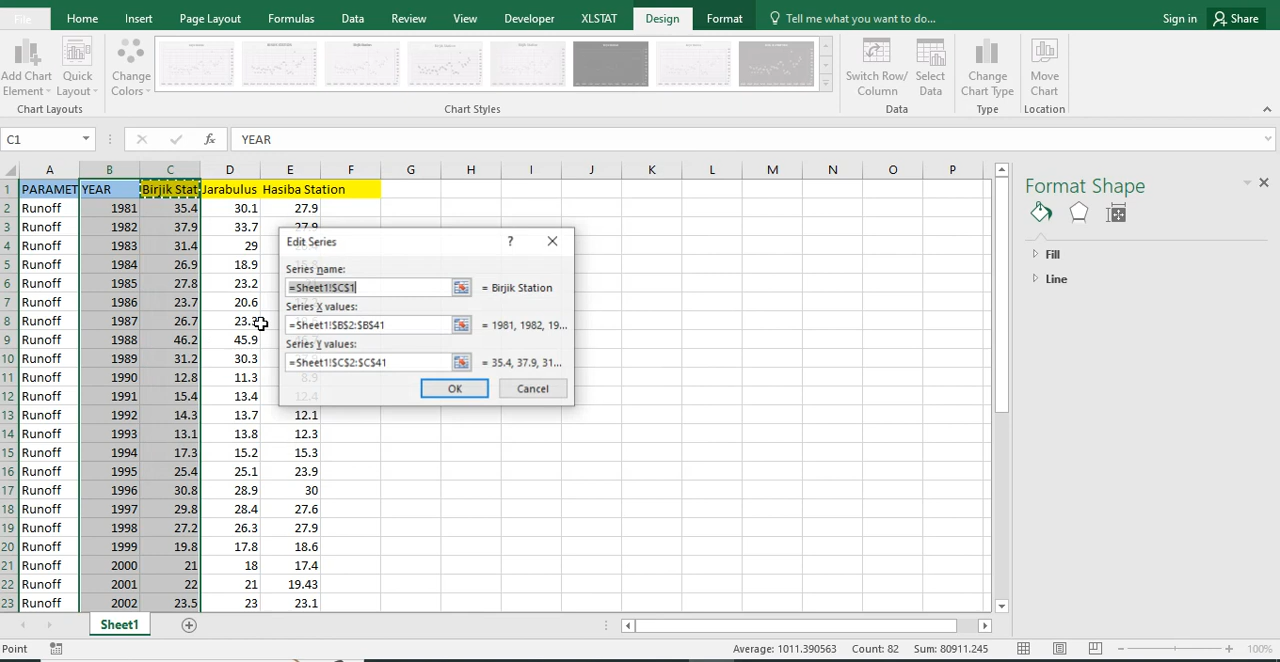 File Home Insert Page Layout Formulas Data Review View Developer XLSTAT Design Format Tell me what you want to do... Sign in Share
Add Chart Element Quick Layout Change Colors Switch Row/ Column Select Data Change Chart Type Move Chart
Chart Layouts Chart Styles Data Type Location
C1 fx YEAR
A B C D E F G H I J K L M N O P
1 PARAMET YEAR Birjik Stat Jarabulus Hasiba Station
2 Runoff 1981 35.4 30.1 27.9
3 Runoff 1982 37.9 33.7 27.9
4 Runoff 1983 31.4 29
5 Runoff 1984 26.9 18.9
6 Runoff 1985 27.8 23.2
7 Runoff 1986 23.7 20.6
8 Runoff 1987 26.7 23.3
9 Runoff 1988 46.2 45.9
10 Runoff 1989 31.2 30.3
11 Runoff 1990 12.8 11.3 8.9
12 Runoff 1991 15.4 13.4 12.4
13 Runoff 1992 14.3 13.7 12.1
14 Runoff 1993 13.1 13.8 12.3
15 Runoff 1994 17.3 15.2 15.3
16 Runoff 1995 25.4 25.1 23.9
17 Runoff 1996 30.8 28.9 30
18 Runoff 1997 29.8 28.4 27.6
19 Runoff 1998 27.2 26.3 27.9
20 Runoff 1999 19.8 17.8 18.6
21 Runoff 2000 21 18 17.4
22 Runoff 2001 22 21 19.43
23 Runoff 2002 23.5 23 23.1
Edit Series ?
Series name:
=Sheet1!$C$1 = Birjik Station
Series X values:
=Sheet1!$B$2:$B$41 = 1981, 1982, 19...
Series Y values:
=Sheet1!$C$2:$C$41 = 35.4, 37.9, 31...
OK Cancel
Format Shape
Fill
Line
Sheet1
Point Average: 1011.390563 Count: 82 Sum: 80911.245 100%